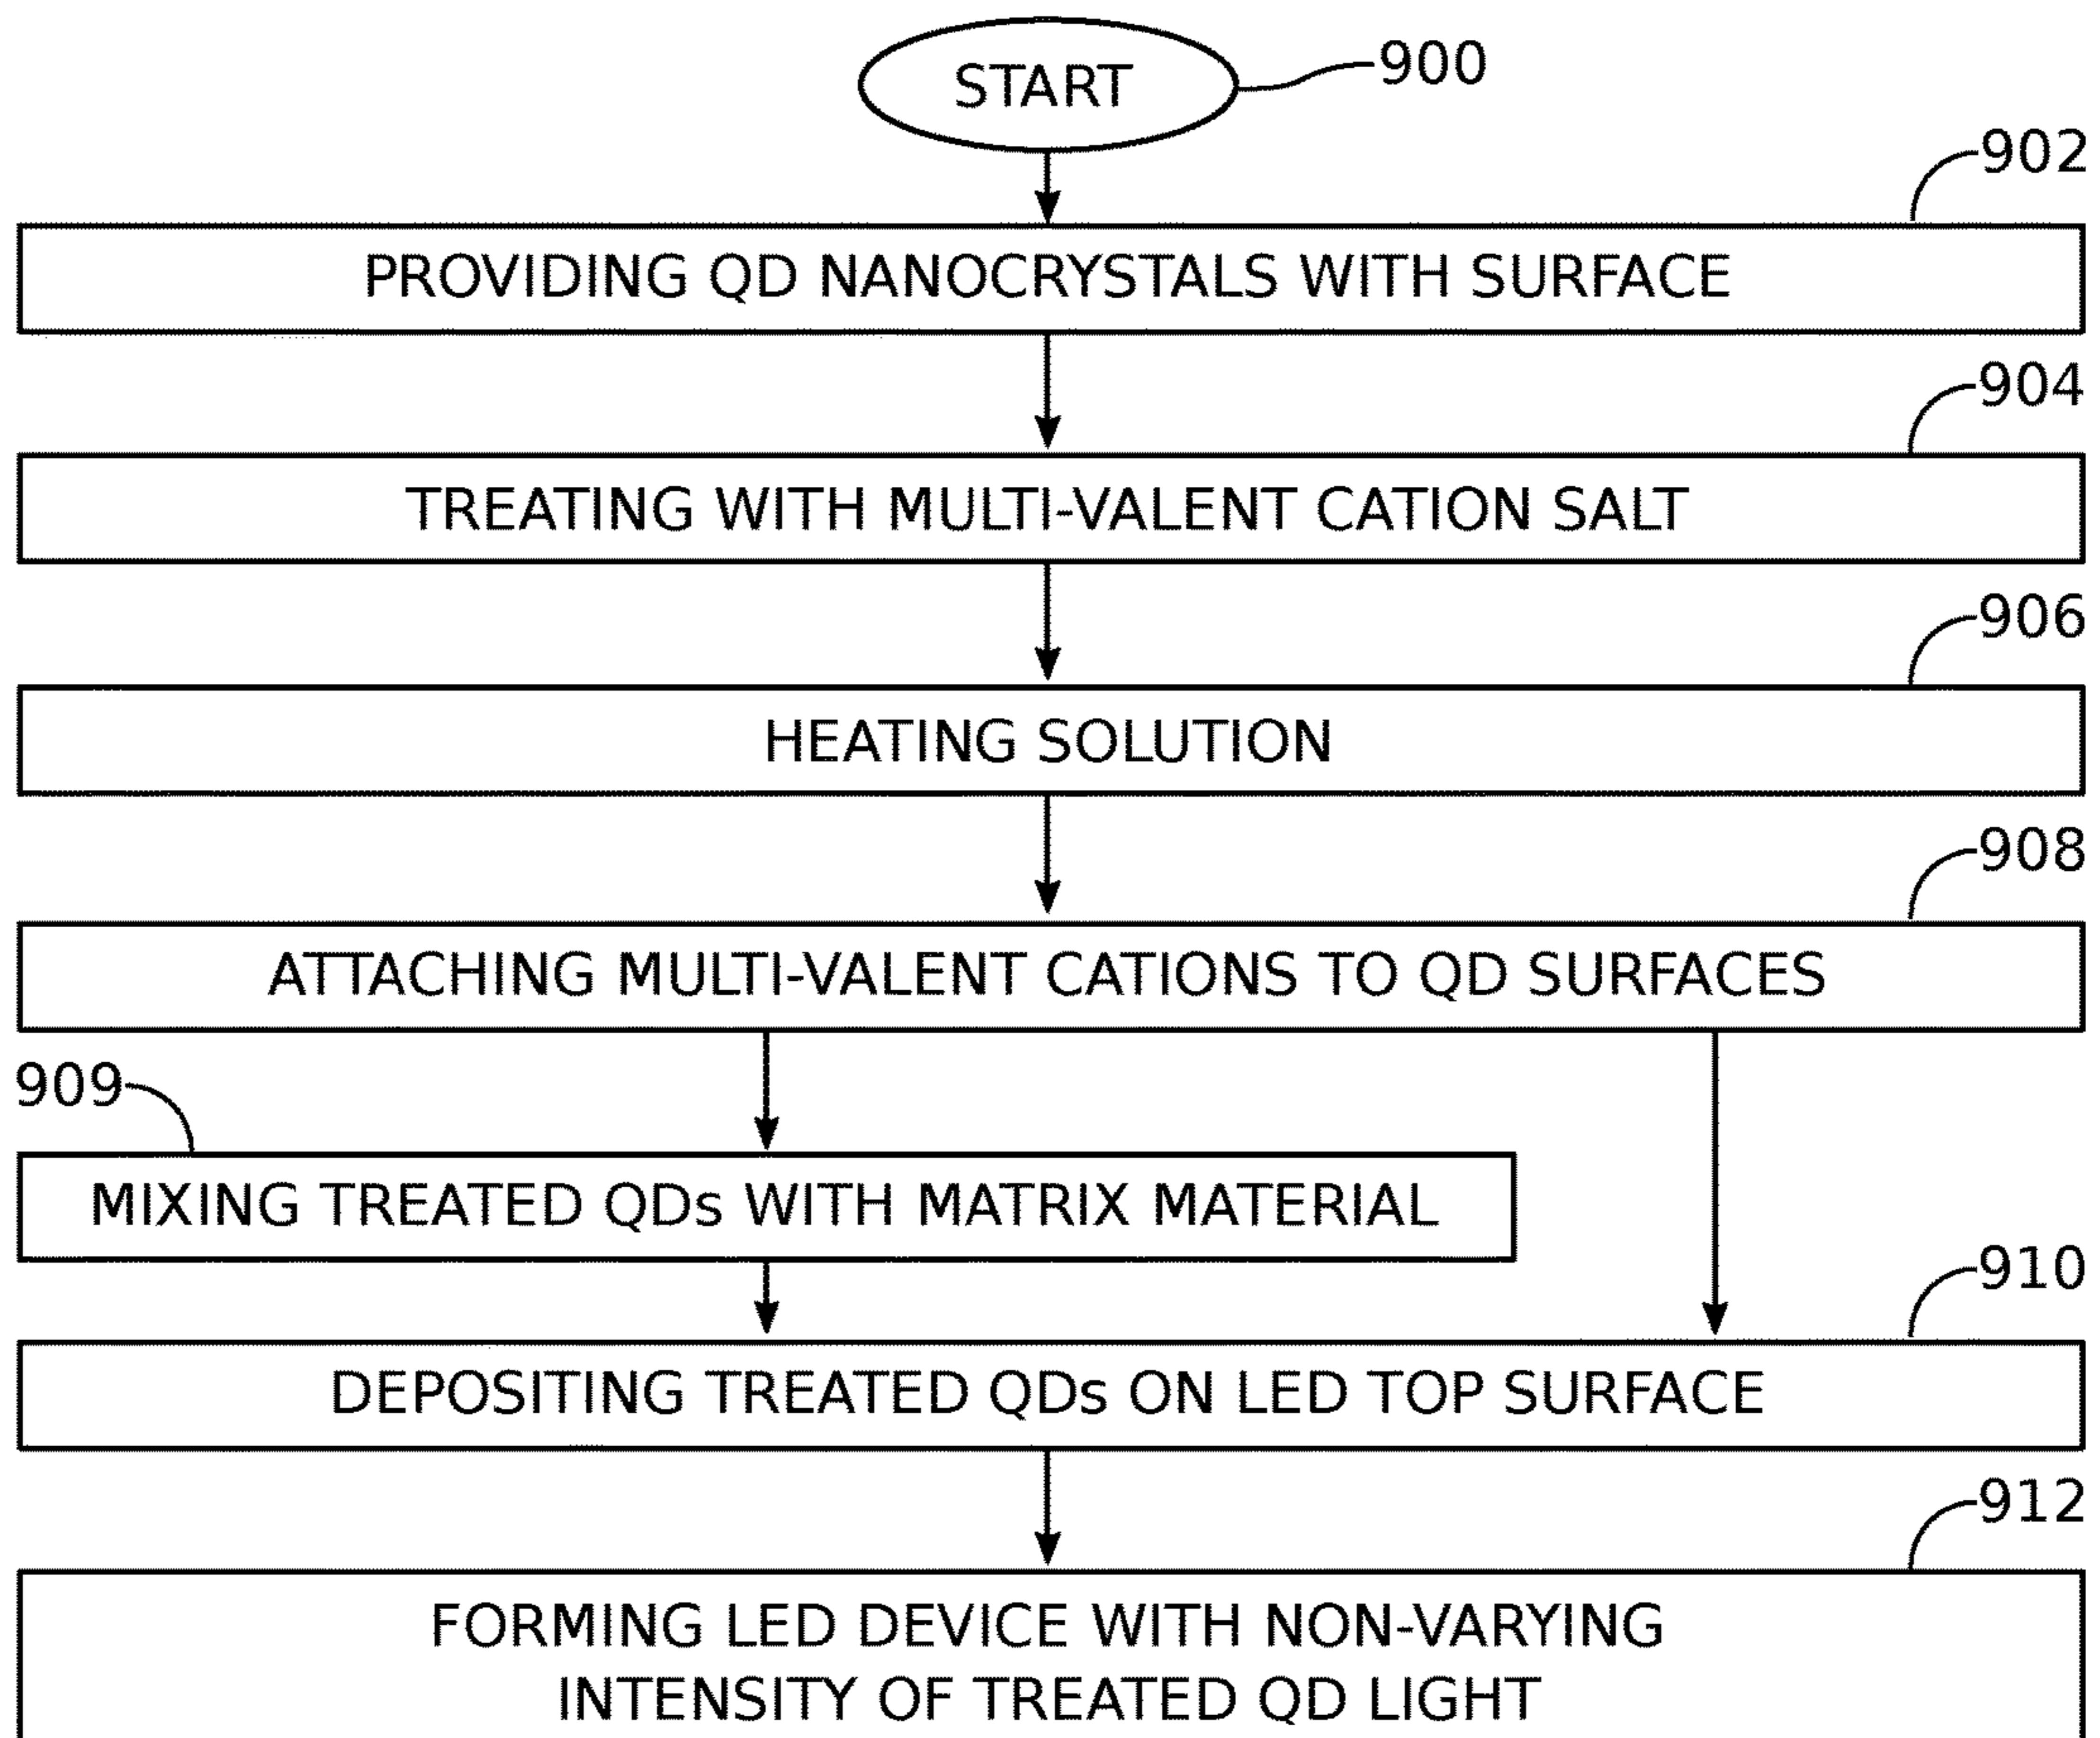 START
900
902
PROVIDING QD NANOCRYSTALS WITH SURFACE
904
TREATING WITH MULTI-VALENT CATION SALT
906
HEATING SOLUTION
908
ATTACHING MULTI-VALENT CATIONS TO QD SURFACES
909
MIXING TREATED QDs WITH MATRIX MATERIAL
910
DEPOSITING TREATED QDs ON LED TOP SURFACE
912
FORMING LED DEVICE WITH NON-VARYING
INTENSITY OF TREATED QD LIGHT